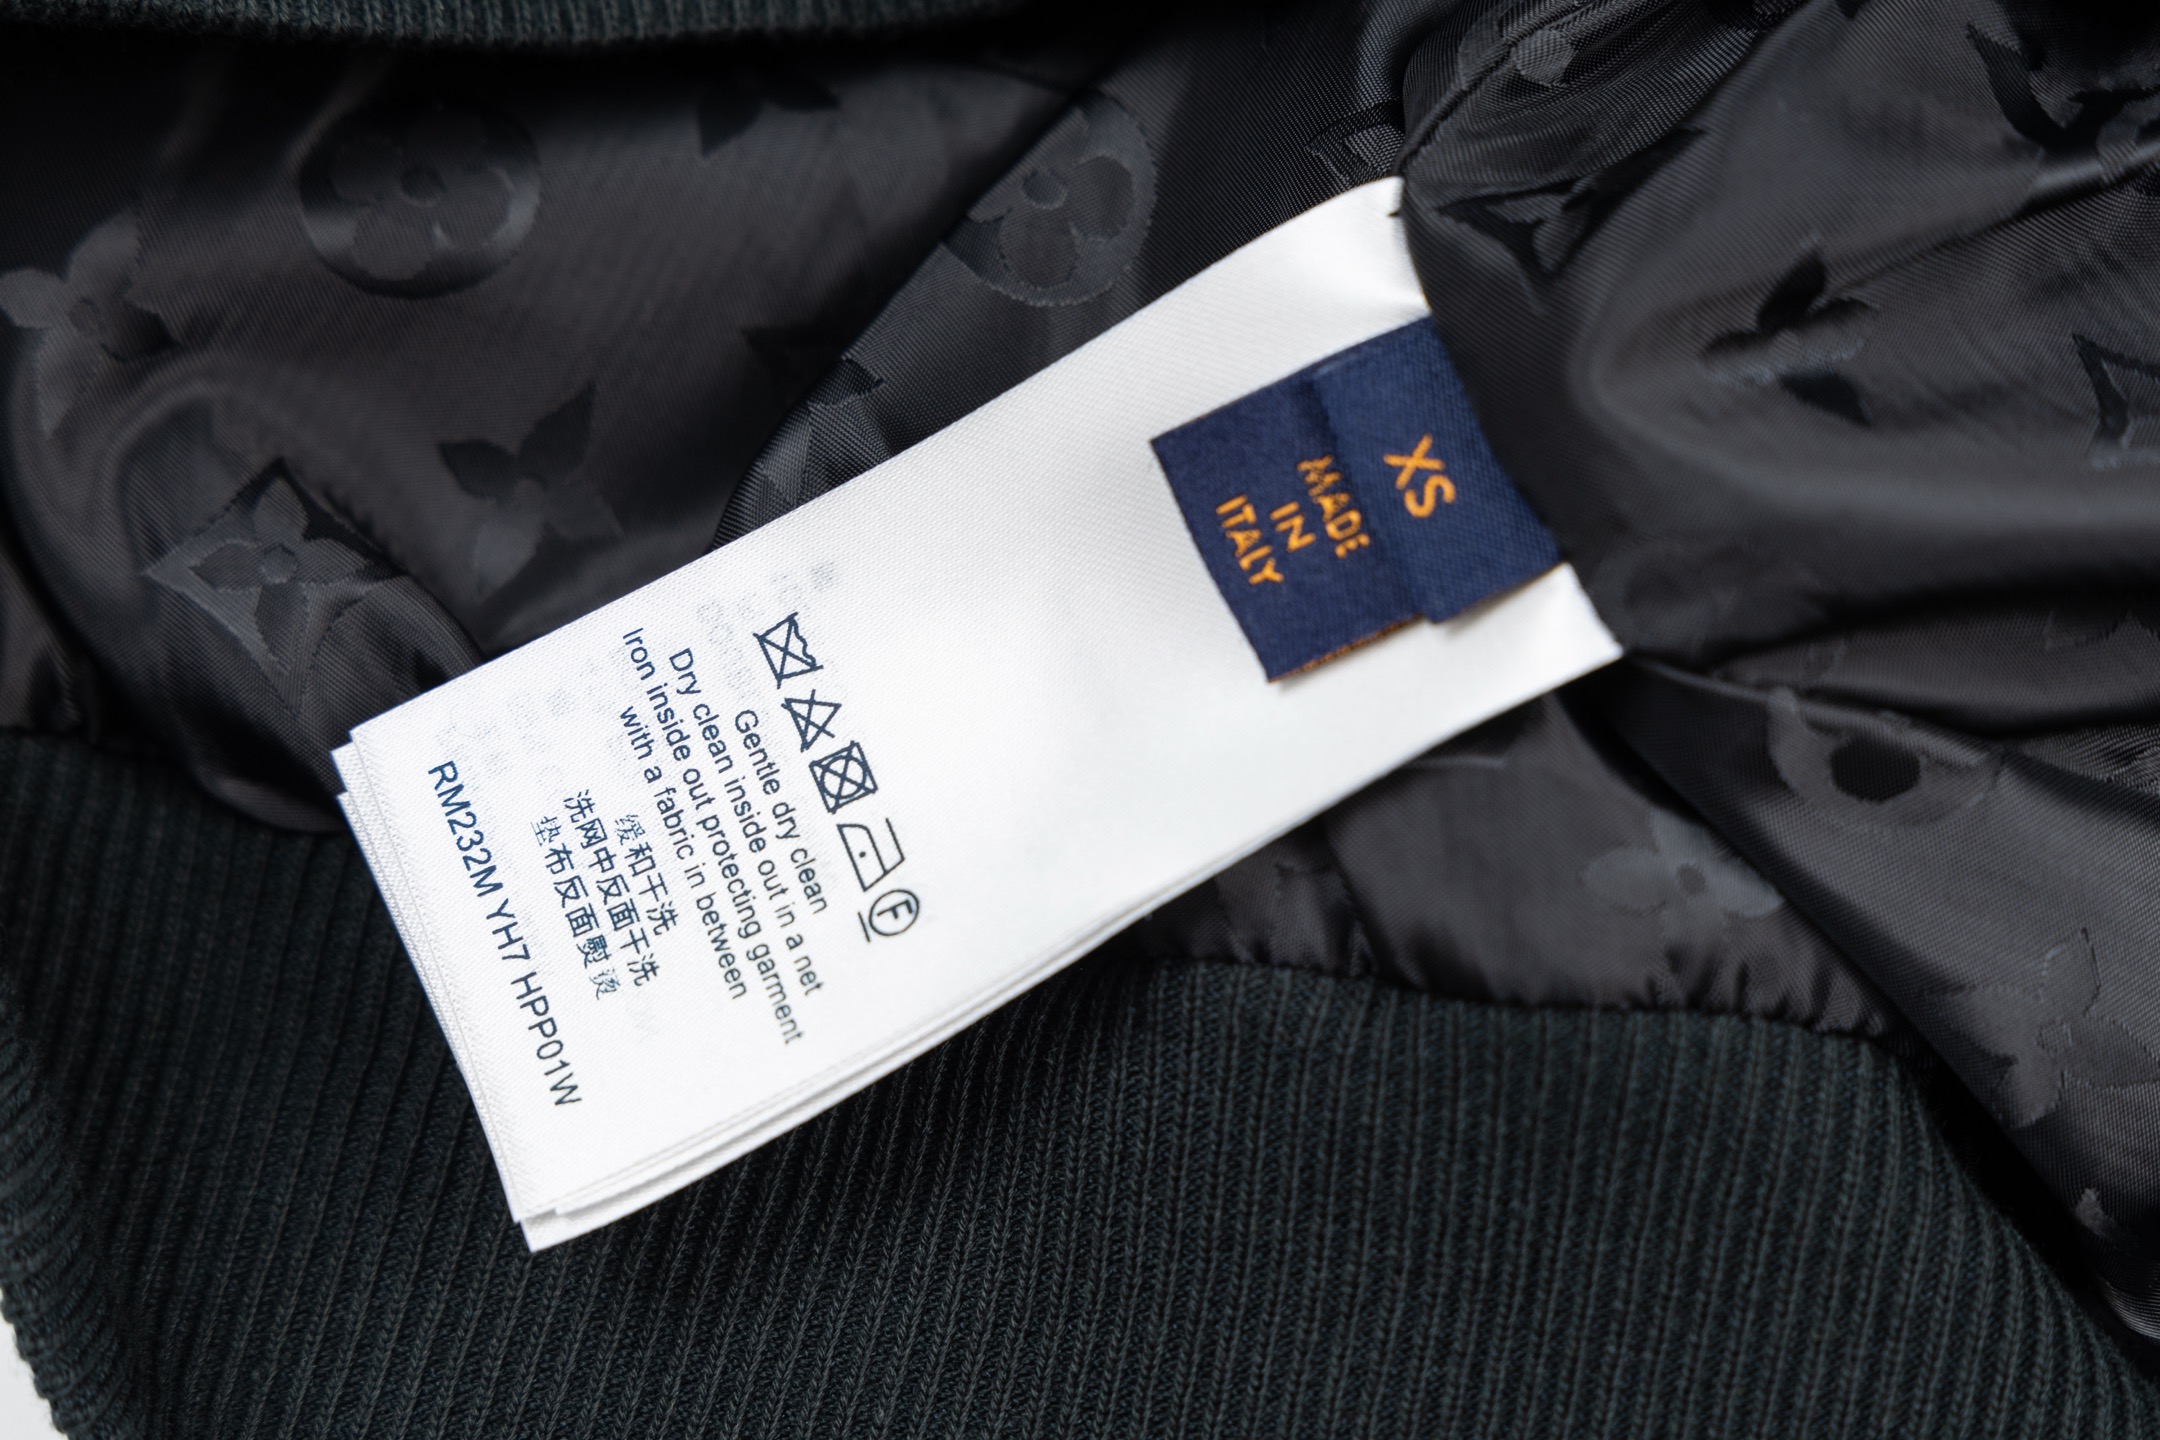 XS
MADE
IN
ITALY
F
Gentle dry clean
Dry clean inside out in a net
Iron inside out protecting garment
with a fabric in between
缓和干洗
洗网中反面干洗
垫布反面熨烫
RM232M YH7 HPP01W